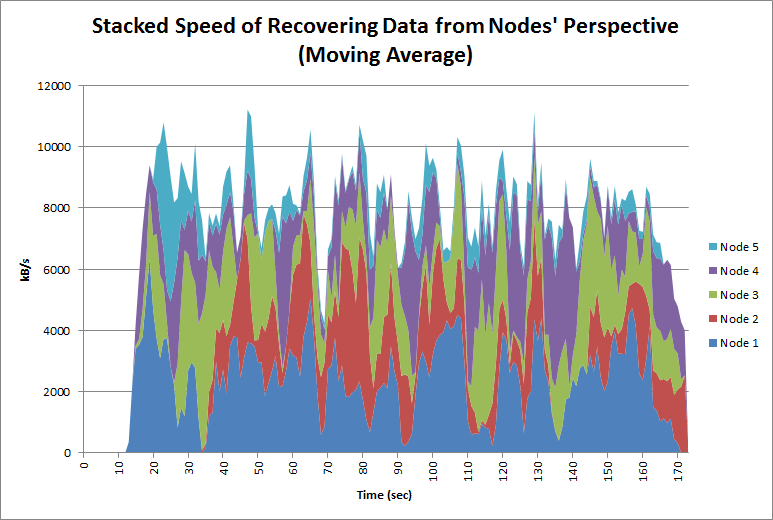 Stacked Speed of Recovering Data from Nodes' Perspective
(Moving Average)
12000
10000
8000
6000
4000
2000
0
kB/s
0 10 20 30 40 50 60 70 80 90 100 110 120 130 140 150 160 170
Time (sec)
Node 5
Node 4
Node 3
Node 2
Node 1